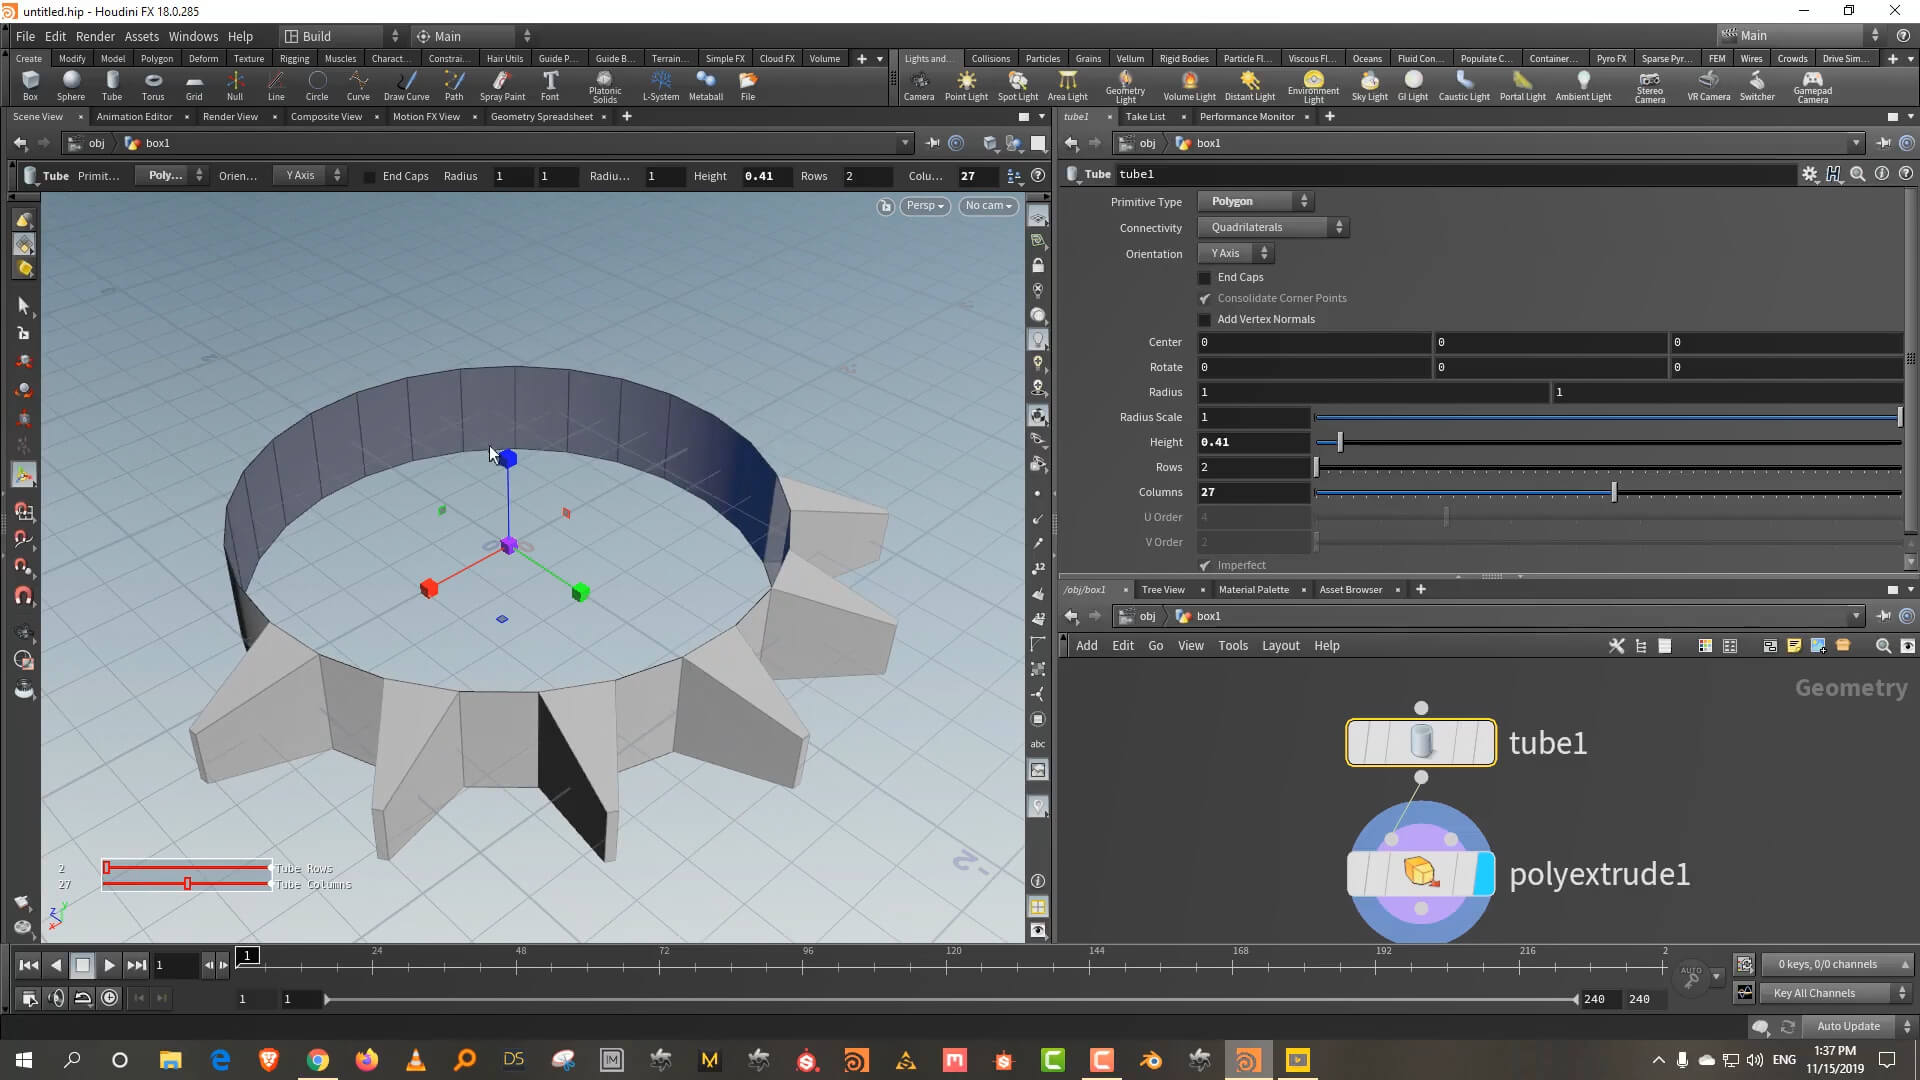 untitled.hip - Houdini FX 18.0.285
File Edit Render Assets Windows Help Build Main Main
Create Modify Model Polygon Deform Texture Rigging Muscles Charact... Constrai... Hair Utils Guide P... Guide B... Terrain... Simple FX Cloud FX Volume
Lights and... Collisions Particles Grains Vellum Rigid Bodies Particle Fl... Viscous Fl... Oceans Fluid Con... Populate C... Container... Pyro FX Sparse Pyr... FEM Wires Crowds Drive Sim...
Box Sphere Tube Torus Grid Null Line Circle Curve Draw Curve Path Spray Paint Font Platonic Solids L-System Metaball File
Camera Point Light Spot Light Area Light Geometry Light Volume Light Distant Light Environment Light Sky Light GI Light Caustic Light Portal Light Ambient Light Stereo Camera VR Camera Switcher Gamepad Camera
Scene View Animation Editor Render View Composite View Motion FX View Geometry Spreadsheet
tube1 Take List Performance Monitor
obj box1
obj box1
Tube Primit... Poly... Orien... Y Axis End Caps Radius 1 1 Radiu... 1 Height 0.41 Rows 2 Colu... 27
Tube tube1
Persp No cam
Primitive Type Polygon
Connectivity Quadrilaterals
Orientation Y Axis
End Caps
Consolidate Corner Points
Add Vertex Normals
Center 0 0 0
Rotate 0 0 0
Radius 1 1
Radius Scale 1
Height 0.41
Rows 2
Columns 27
U Order 4
V Order 2
Imperfect
/obj/box1 Tree View Material Palette Asset Browser
obj box1
Add Edit Go View Tools Layout Help
Geometry
tube1
polyextrude1
2 Tube Rows
27 Tube Columns
12
12
abc
z y x
1 1 24 48 72 96 120 144 168 192 216 2
AUTO
0 keys, 0/0 channels
1 1 240 240
Key All Channels
Auto Update
DS
ENG
1:37 PM
11/15/2019